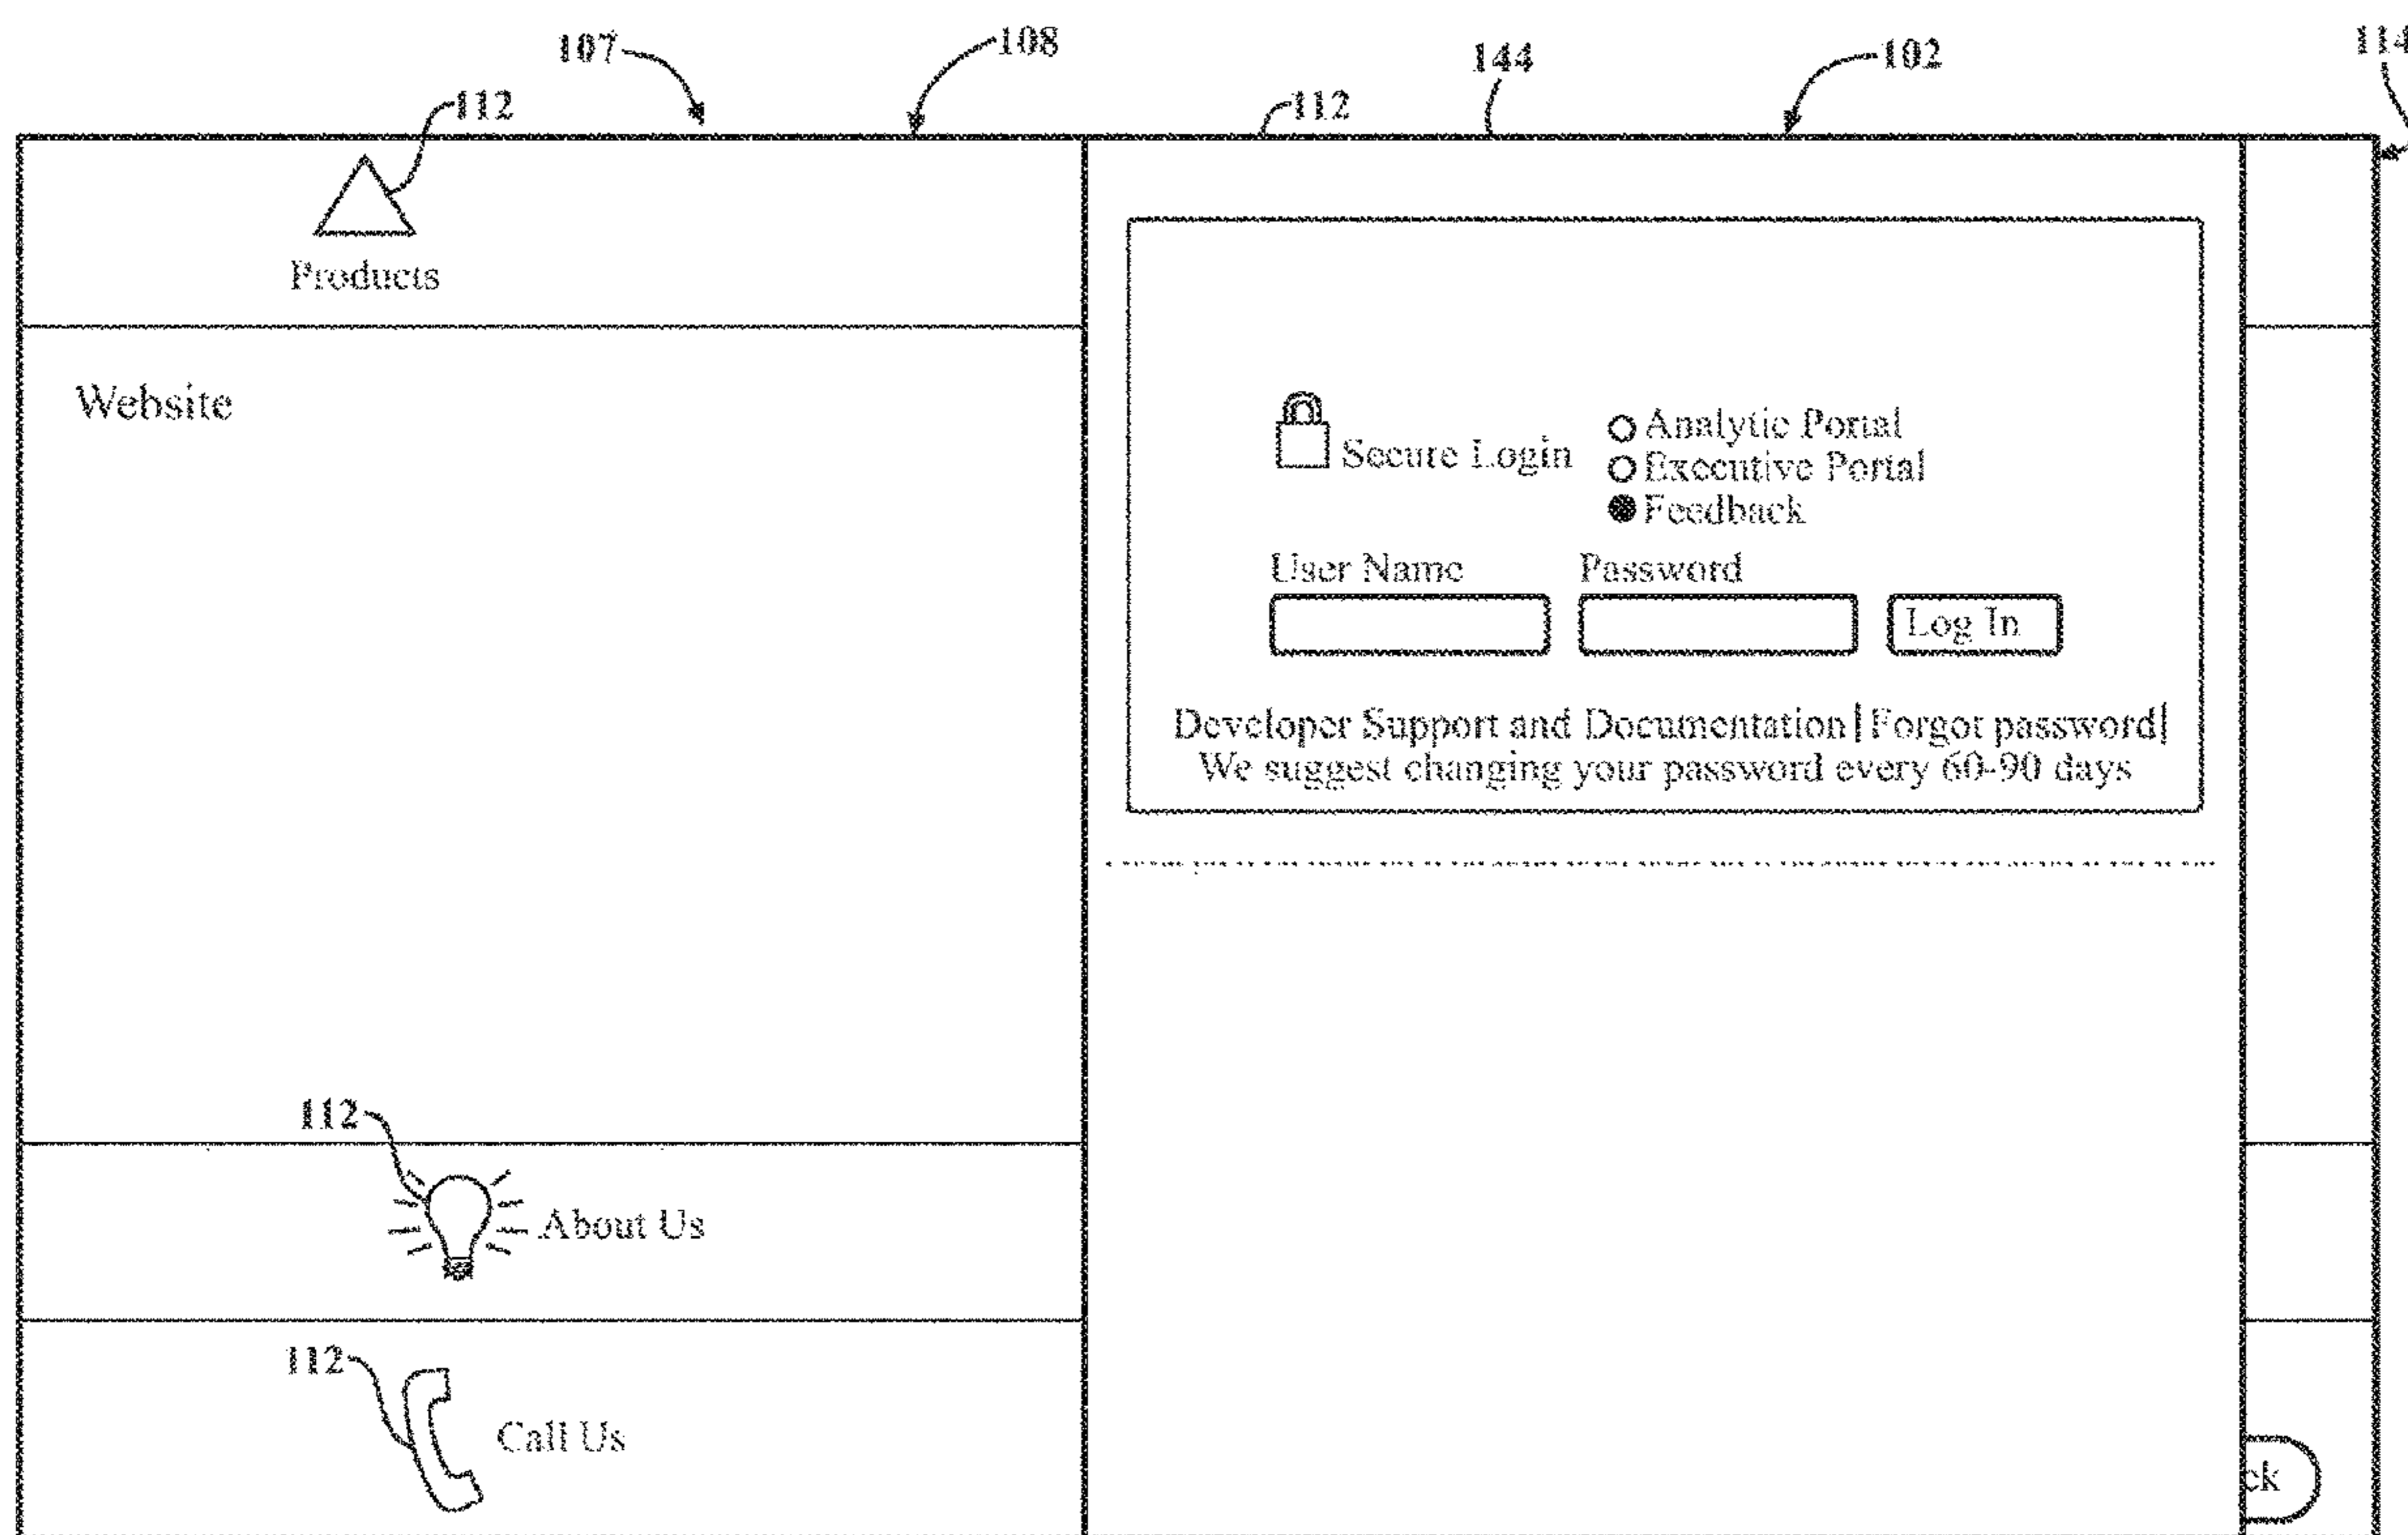 107
108
144
102
114
112
112
Products
Website
Secure Login
Analytic Portal
Executive Portal
Feedback
User Name
Password
Log In
Developer Support and Documentation|Forgot password|
We suggest changing your password every 60-90 days
112
About Us
112
Call Us
ck